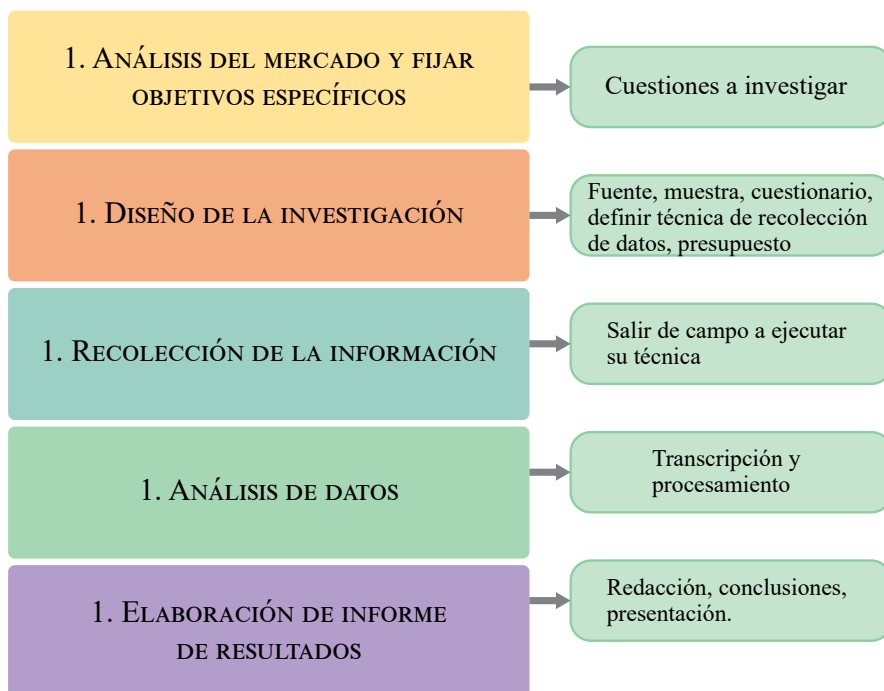 1. Análisis del mercado y fijar
objetivos específicos
Cuestiones a investigar
1. Diseño de la investigación
Fuente, muestra, cuestionario,
definir técnica de recolección
de datos, presupuesto
1. Recolección de la información
Salir de campo a ejecutar
su técnica
1. Análisis de datos
Transcripción y
procesamiento
1. Elaboración de informe
de resultados
Redacción, conclusiones,
presentación.